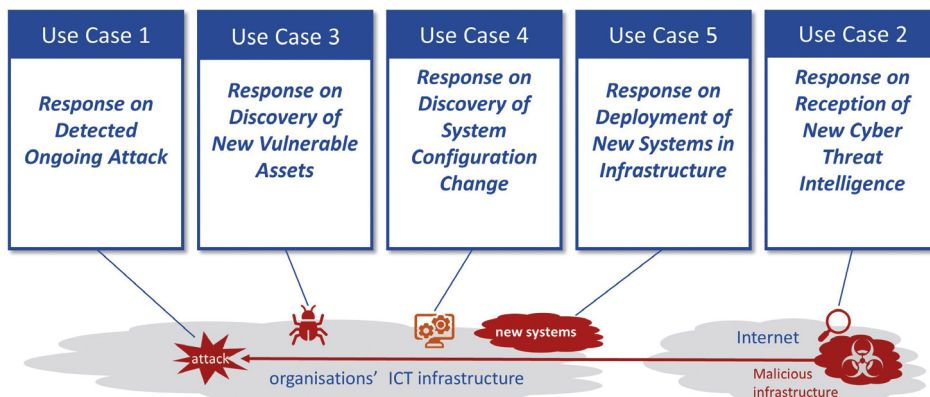 Use Case 1
Response on
Detected
Ongoing Attack
Use Case 3
Response on
Discovery of
New Vulnerable
Assets
Use Case 4
Response on
Discovery of
System
Configuration
Change
Use Case 5
Response on
Deployment of
New Systems in
Infrastructure
Use Case 2
Response on
Reception of
New Cyber
Threat
Intelligence
attack
new systems
organisations' ICT infrastructure
Internet
Malicious
infrastructure